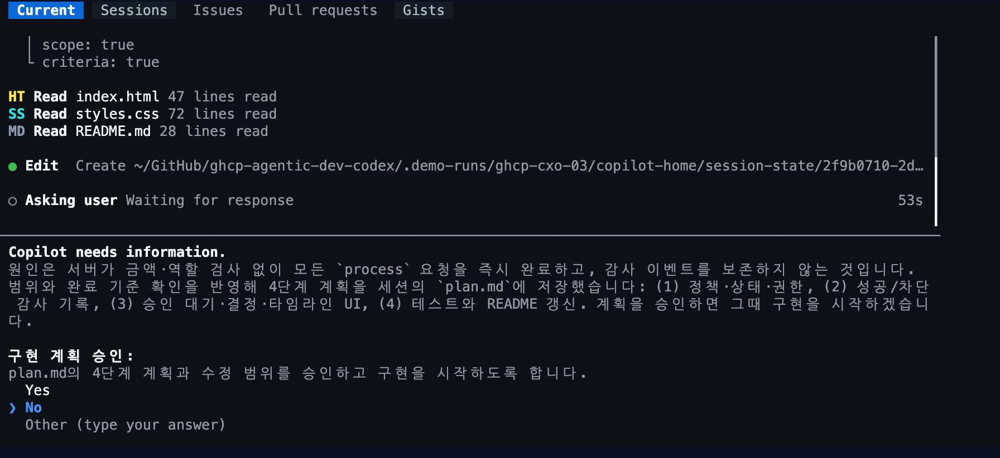 Current Sessions Issues Pull requests Gists
scope: true
criteria: true
HT Read index.html 47 lines read
SS Read styles.css 72 lines read
MD Read README.md 28 lines read
● Edit Create ~/GitHub/ghcp-agentic-dev-codex/.demo-runs/ghcp-cxo-03/copilot-home/session-state/2f9b0710-2d…
○ Asking user Waiting for response 53s
Copilot needs information.
원인은 서버가 금액·역할 검사 없이 모든 `process` 요청을 즉시 완료하고, 감사 이벤트를 보존하지 않는 것입니다.
범위와 완료 기준 확인을 반영해 4단계 계획을 세션의 `plan.md`에 저장했습니다: (1) 정책·상태·권한, (2) 성공/차단
감사 기록, (3) 승인 대기·결정·타임라인 UI, (4) 테스트와 README 갱신. 계획을 승인하면 그때 구현을 시작하겠습니
다.
구현 계획 승인:
plan.md의 4단계 계획과 수정 범위를 승인하고 구현을 시작하도록 합니다.
Yes
❯ No
Other (type your answer)